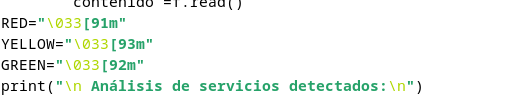 contenido =f.read()
RED="\033[91m"
YELLOW="\033[93m"
GREEN="\033[92m"
print("\n Análisis de servicios detectados:\n")